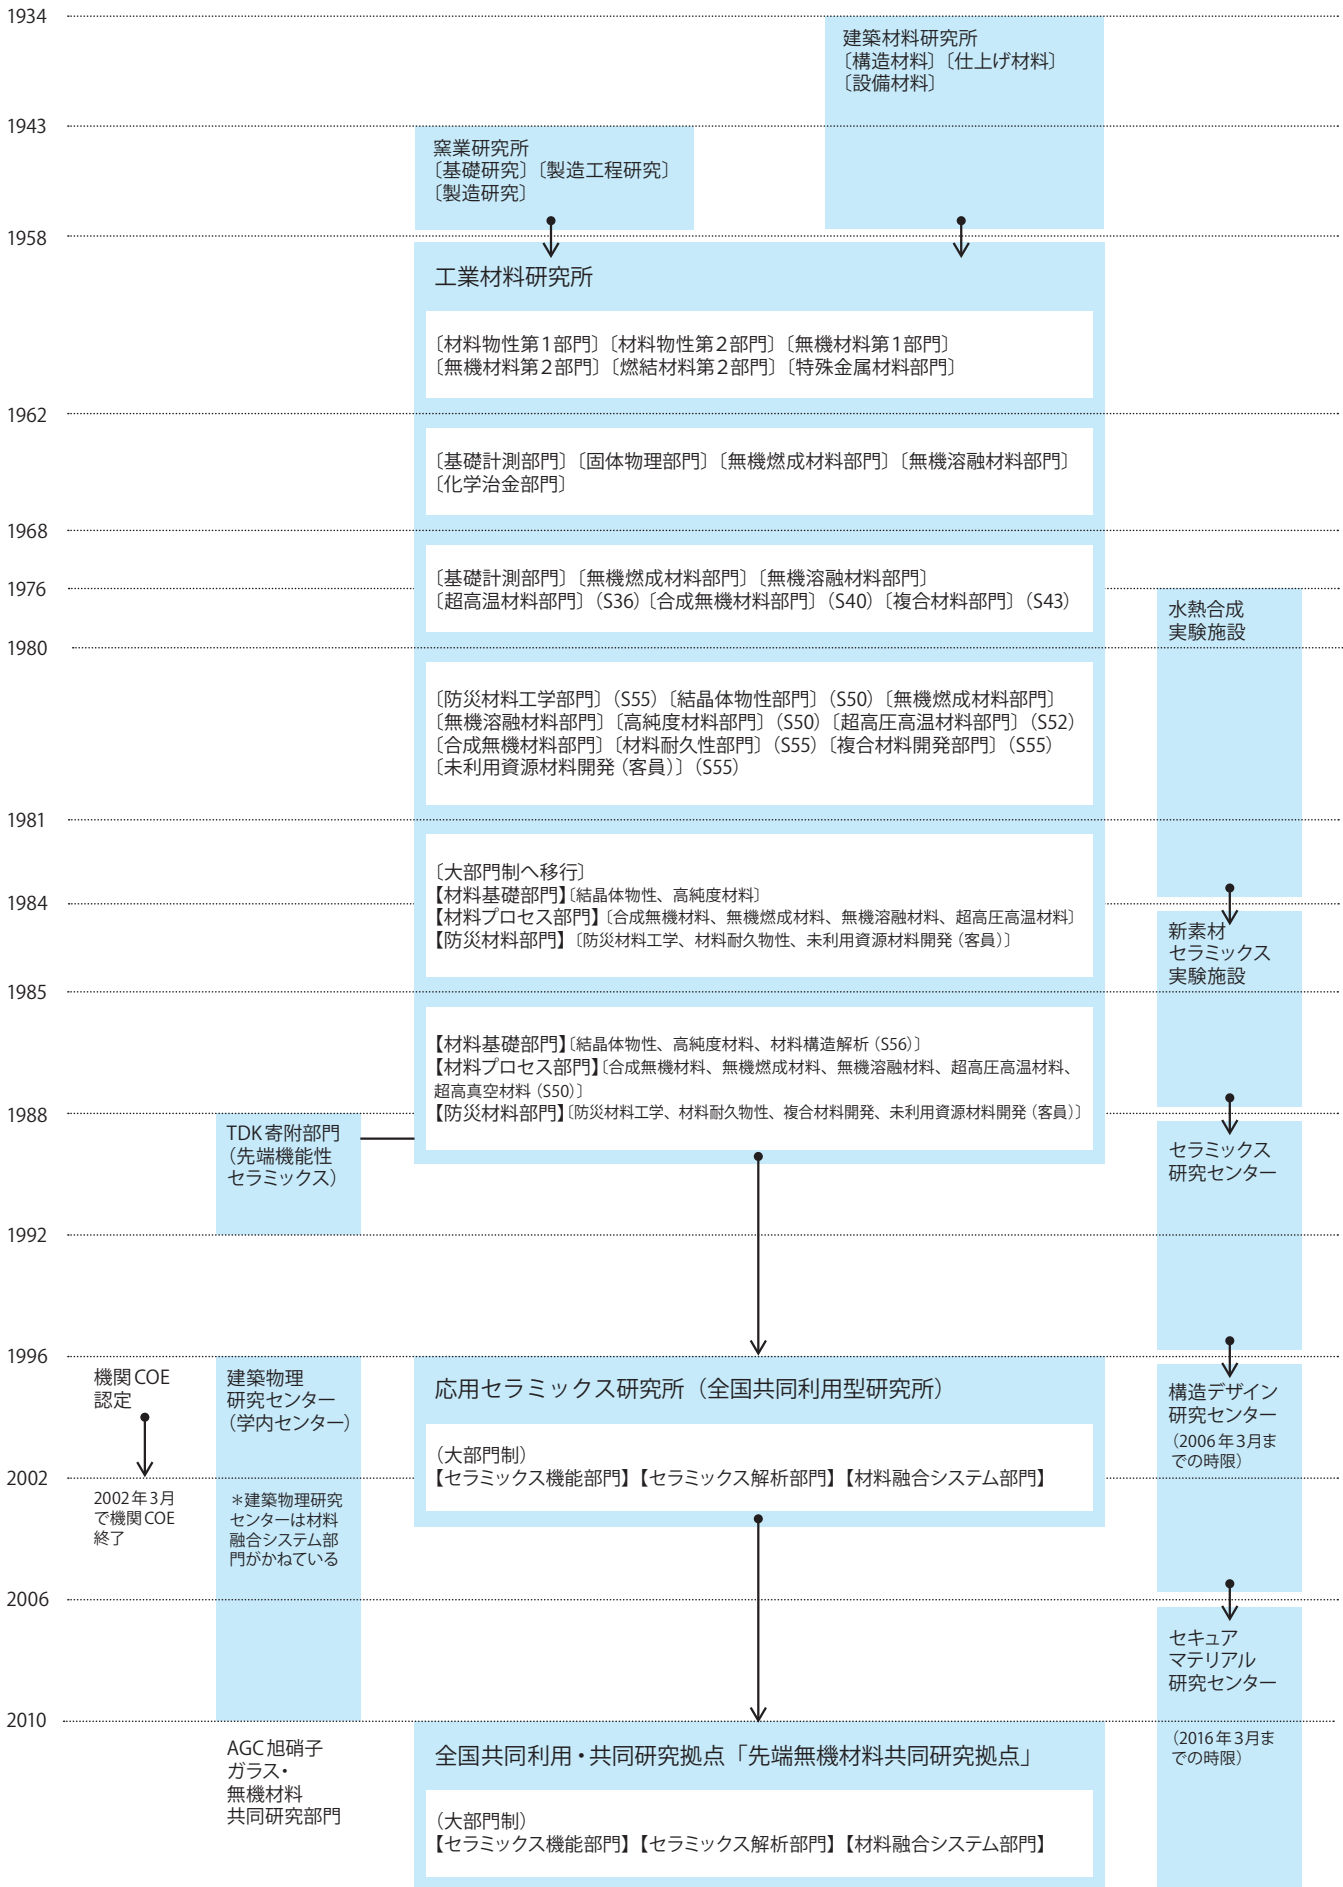 1934
建築材料研究所
〔構造材料〕〔仕上げ材料〕
〔設備材料〕
1943
窯業研究所
〔基礎研究〕〔製造工程研究〕
〔製造研究〕
1958
工業材料研究所
〔材料物性第1部門〕〔材料物性第2部門〕〔無機材料第1部門〕
〔無機材料第2部門〕〔燃結材料第2部門〕〔特殊金属材料部門〕
1962
〔基礎計測部門〕〔固体物理部門〕〔無機燃成材料部門〕〔無機溶融材料部門〕
〔化学治金部門〕
1968
〔基礎計測部門〕〔無機燃成材料部門〕〔無機溶融材料部門〕
〔超高温材料部門〕（S36）〔合成無機材料部門〕（S40）〔複合材料部門〕（S43）
1976
水熱合成
実験施設
1980
〔防災材料工学部門〕（S55）〔結晶体物性部門〕（S50）〔無機燃成材料部門〕
〔無機溶融材料部門〕〔高純度材料部門〕（S50）〔超高圧高温材料部門〕（S52）
〔合成無機材料部門〕〔材料耐久性部門〕（S55）〔複合材料開発部門〕（S55）
〔未利用資源材料開発（客員）〕（S55）
1981
〔大部門制へ移行〕
【材料基礎部門】〔結晶体物性、高純度材料〕
【材料プロセス部門】〔合成無機材料、無機燃成材料、無機溶融材料、超高圧高温材料〕
【防災材料部門】〔防災材料工学、材料耐久物性、未利用資源材料開発（客員）〕
1984
新素材
セラミックス
実験施設
1985
【材料基礎部門】〔結晶体物性、高純度材料、材料構造解析（S56）〕
【材料プロセス部門】〔合成無機材料、無機燃成材料、無機溶融材料、超高圧高温材料、
超高真空材料（S50）〕
【防災材料部門】〔防災材料工学、材料耐久物性、複合材料開発、未利用資源材料開発（客員）〕
1988
TDK寄附部門
（先端機能性
セラミックス）
セラミックス
研究センター
1992
1996
機関COE
認定
建築物理
研究センター
（学内センター）
応用セラミックス研究所（全国共同利用型研究所）
（大部門制）
【セラミックス機能部門】【セラミックス解析部門】【材料融合システム部門】
構造デザイン
研究センター
（2006年3月ま
での時限）
2002
2002年3月
で機関COE
終了
＊建築物理研究
センターは材料
融合システム部
門がかねている
2006
セキュア
マテリアル
研究センター
（2016年3月ま
での時限）
2010
AGC旭硝子
ガラス・
無機材料
共同研究部門
全国共同利用・共同研究拠点「先端無機材料共同研究拠点」
（大部門制）
【セラミックス機能部門】【セラミックス解析部門】【材料融合システム部門】